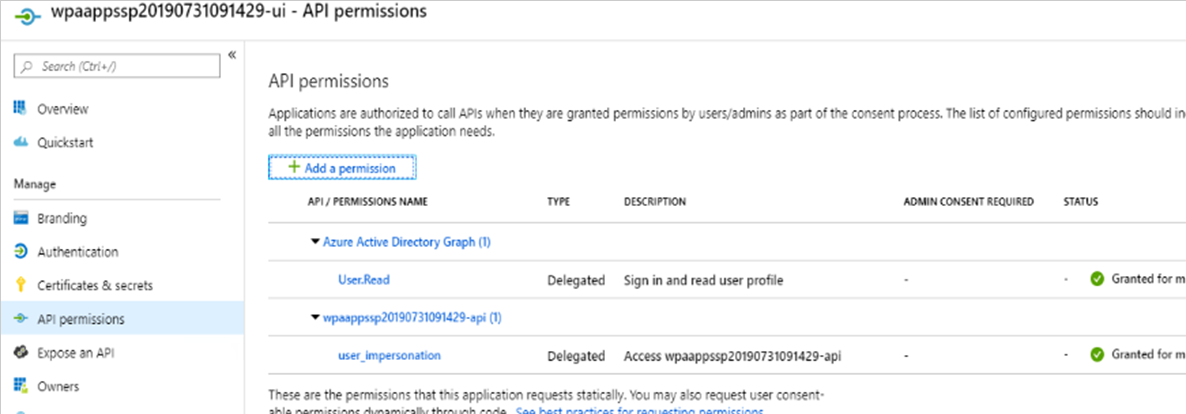 wpaappssp20190731091429-ui - API permissions
Search (Ctrl+/)
«
Overview
Quickstart
Manage
Branding
Authentication
Certificates & secrets
API permissions
Expose an API
Owners
API permissions
Applications are authorized to call APIs when they are granted permissions by users/admins as part of the consent process. The list of configured permissions should
all the permissions the application needs.
+ Add a permission
API / PERMISSIONS NAME TYPE DESCRIPTION ADMIN CONSENT REQUIRED STATUS
Azure Active Directory Graph (1)
User.Read Delegated Sign in and read user profile - - Granted for
wpaappssp20190731091429-api (1)
user_impersonation Delegated Access wpaappssp20190731091429-api - - Granted for
These are the permissions that this application requests statically. You may also request user consent-
able permissions dynamically through code. See best practices for requesting permissions